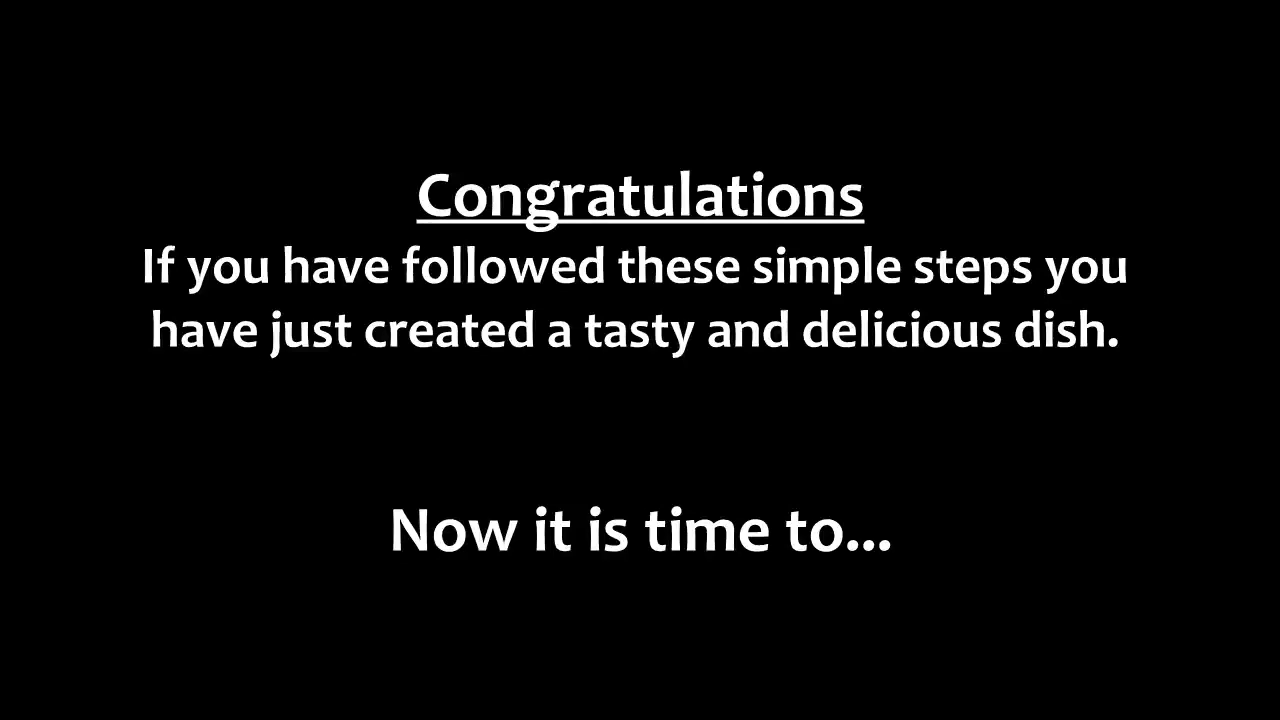 Congratulations
If you have followed these simple steps you
have just created a tasty and delicious dish.
Now it is time to...